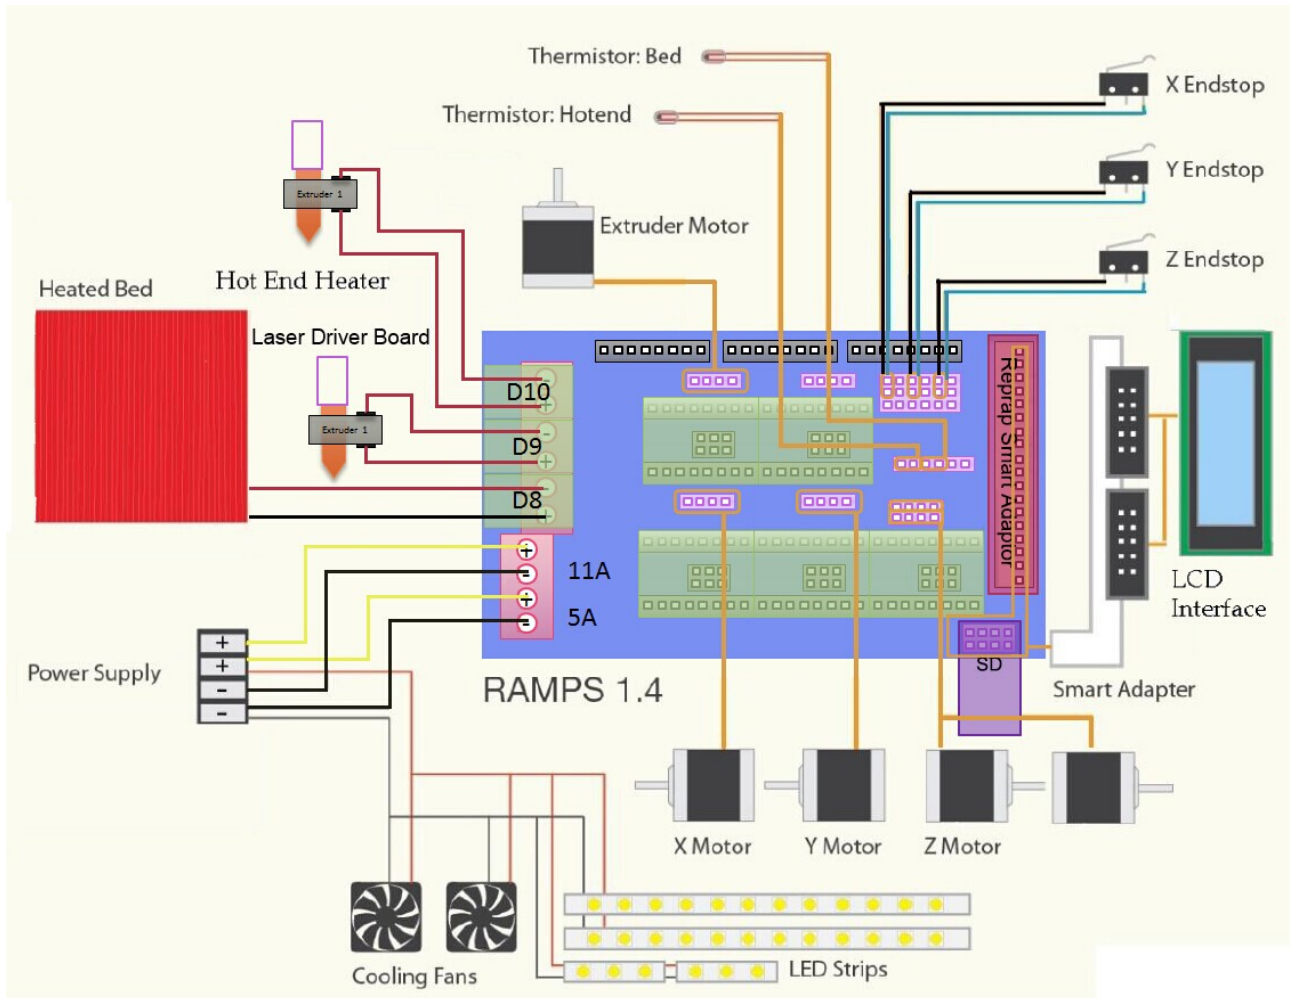 Thermistor: Bed
Thermistor: Hotend
X Endstop
Y Endstop
Z Endstop
Extruder 1
Extruder Motor
Hot End Heater
Heated Bed
Laser Driver Board
Extruder 1
D10
-
+
D9
-
+
D8
-
+
Reprap Smart Adaptor
+
-
11A
+
-
5A
LCD
Interface
Power Supply
+
+
-
-
RAMPS 1.4
SD
Smart Adapter
X Motor
Y Motor
Z Motor
Cooling Fans
LED Strips